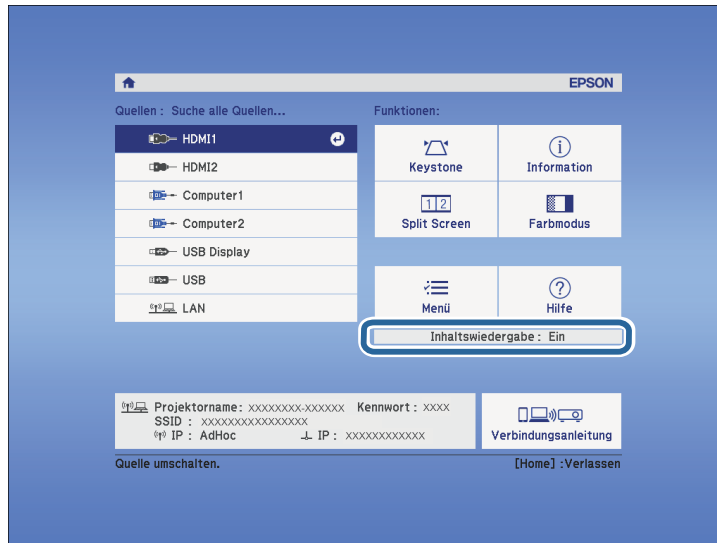 EPSON
Quellen : Suche alle Quellen...
HDMI1
HDMI2
Computer1
Computer2
USB Display
USB
LAN
Funktionen:
Keystone
Information
1 2
Split Screen
Farbmodus
Menü
Hilfe
Inhaltswiedergabe : Ein
Projektorname : XXXXXXXX-XXXXXX Kennwort : XXXX
SSID : XXXXXXXXXXXXXXXX
IP : AdHoc IP : XXXXXXXXXXXX
Verbindungsanleitung
Quelle umschalten.
[Home] :Verlassen